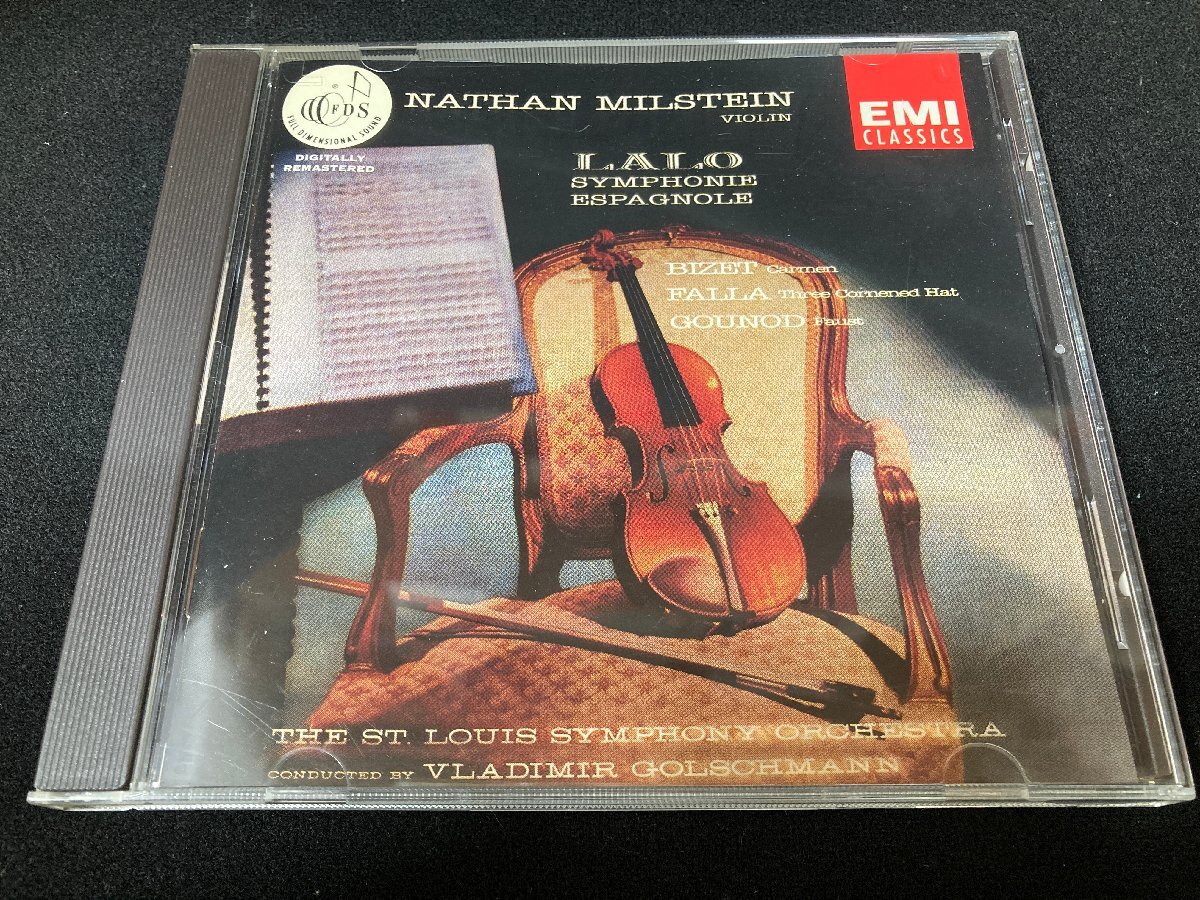 FDS
FULL DIMENSIONAL SOUND
DIGITALLY
REMASTERED
NATHAN MILSTEIN
VIOLIN
EMI
CLASSICS
LALO
SYMPHONIE
ESPAGNOLE
BIZET Carmen
FALLA Three Cornened Hat
GOUNOD Faust
THE ST. LOUIS SYMPHONY ORCHESTRA
CONDUCTED BY VLADIMIR GOLSCHMANN